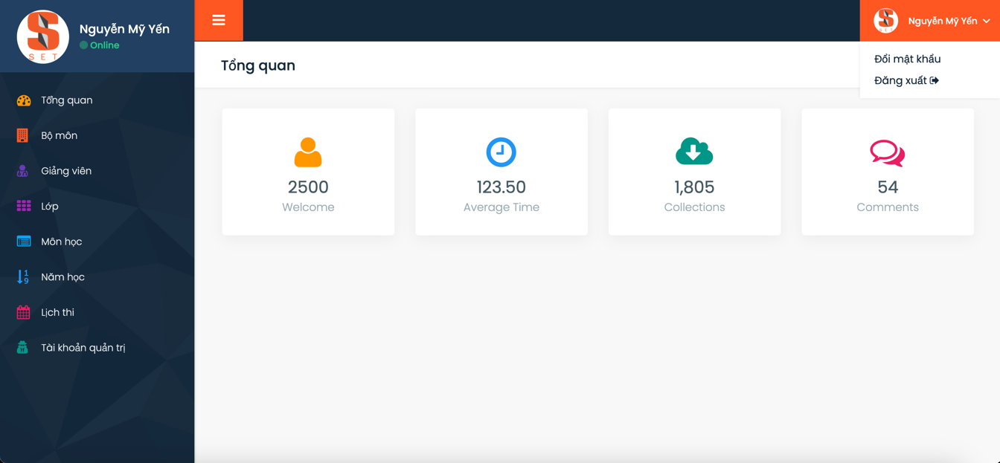 SET
Nguyễn Mỹ Yến
Online
Tổng quan
Bộ môn
Giảng viên
Lớp
Môn học
Năm học
Lịch thi
Tài khoản quản trị
SET
Nguyễn Mỹ Yến
Đổi mật khẩu
Đăng xuất
Tổng quan
2500
Welcome
123.50
Average Time
1,805
Collections
54
Comments